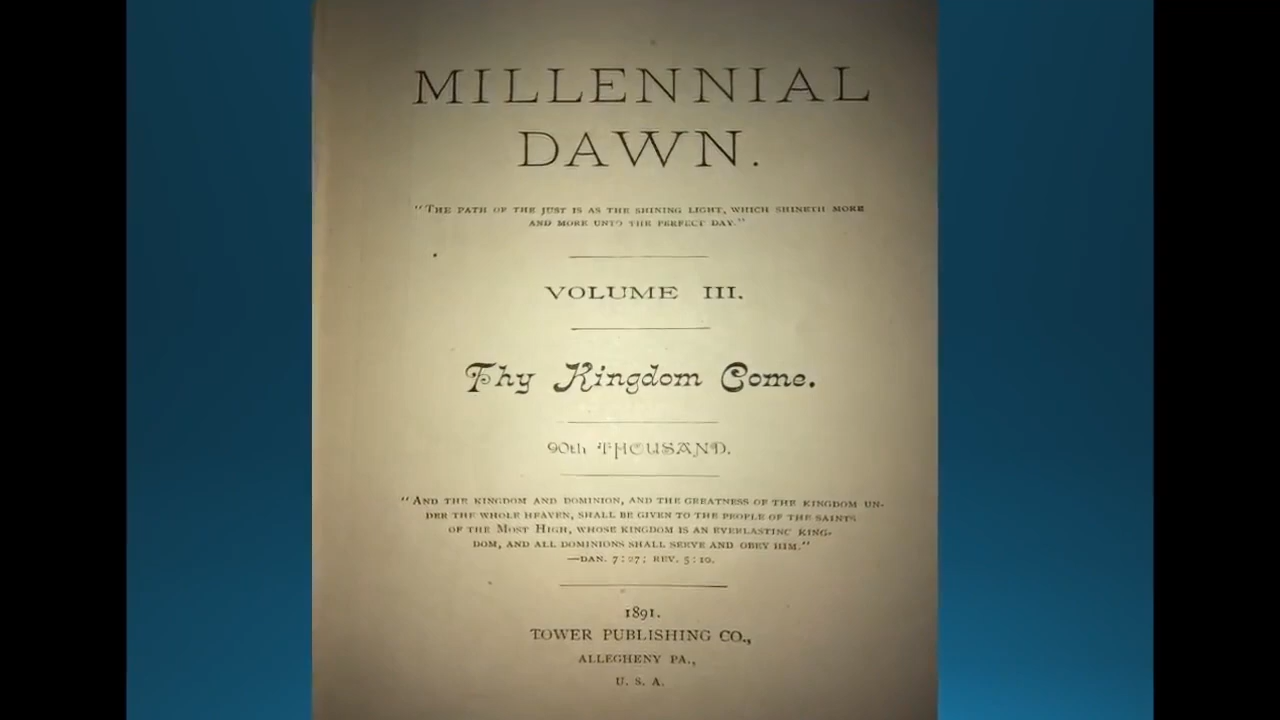 MILLENNIAL
DAWN.
"THE PATH OF THE JUST IS AS THE SHINING LIGHT, WHICH SHINETH MORE
AND MORE UNTO THE PERFECT DAY."
VOLUME III.
Thy Kingdom Come.
90th THOUSAND.
"AND THE KINGDOM AND DOMINION, AND THE GREATNESS OF THE KINGDOM UN-
DER THE WHOLE HEAVEN, SHALL BE GIVEN TO THE PEOPLE OF THE SAINTS
OF THE MOST HIGH, WHOSE KINGDOM IS AN EVERLASTING KING-
DOM, AND ALL DOMINIONS SHALL SERVE AND OBEY HIM."
—DAN. 7:27; REV. 5:10.
1891.
TOWER PUBLISHING CO.,
ALLEGHENY PA.,
U. S. A.